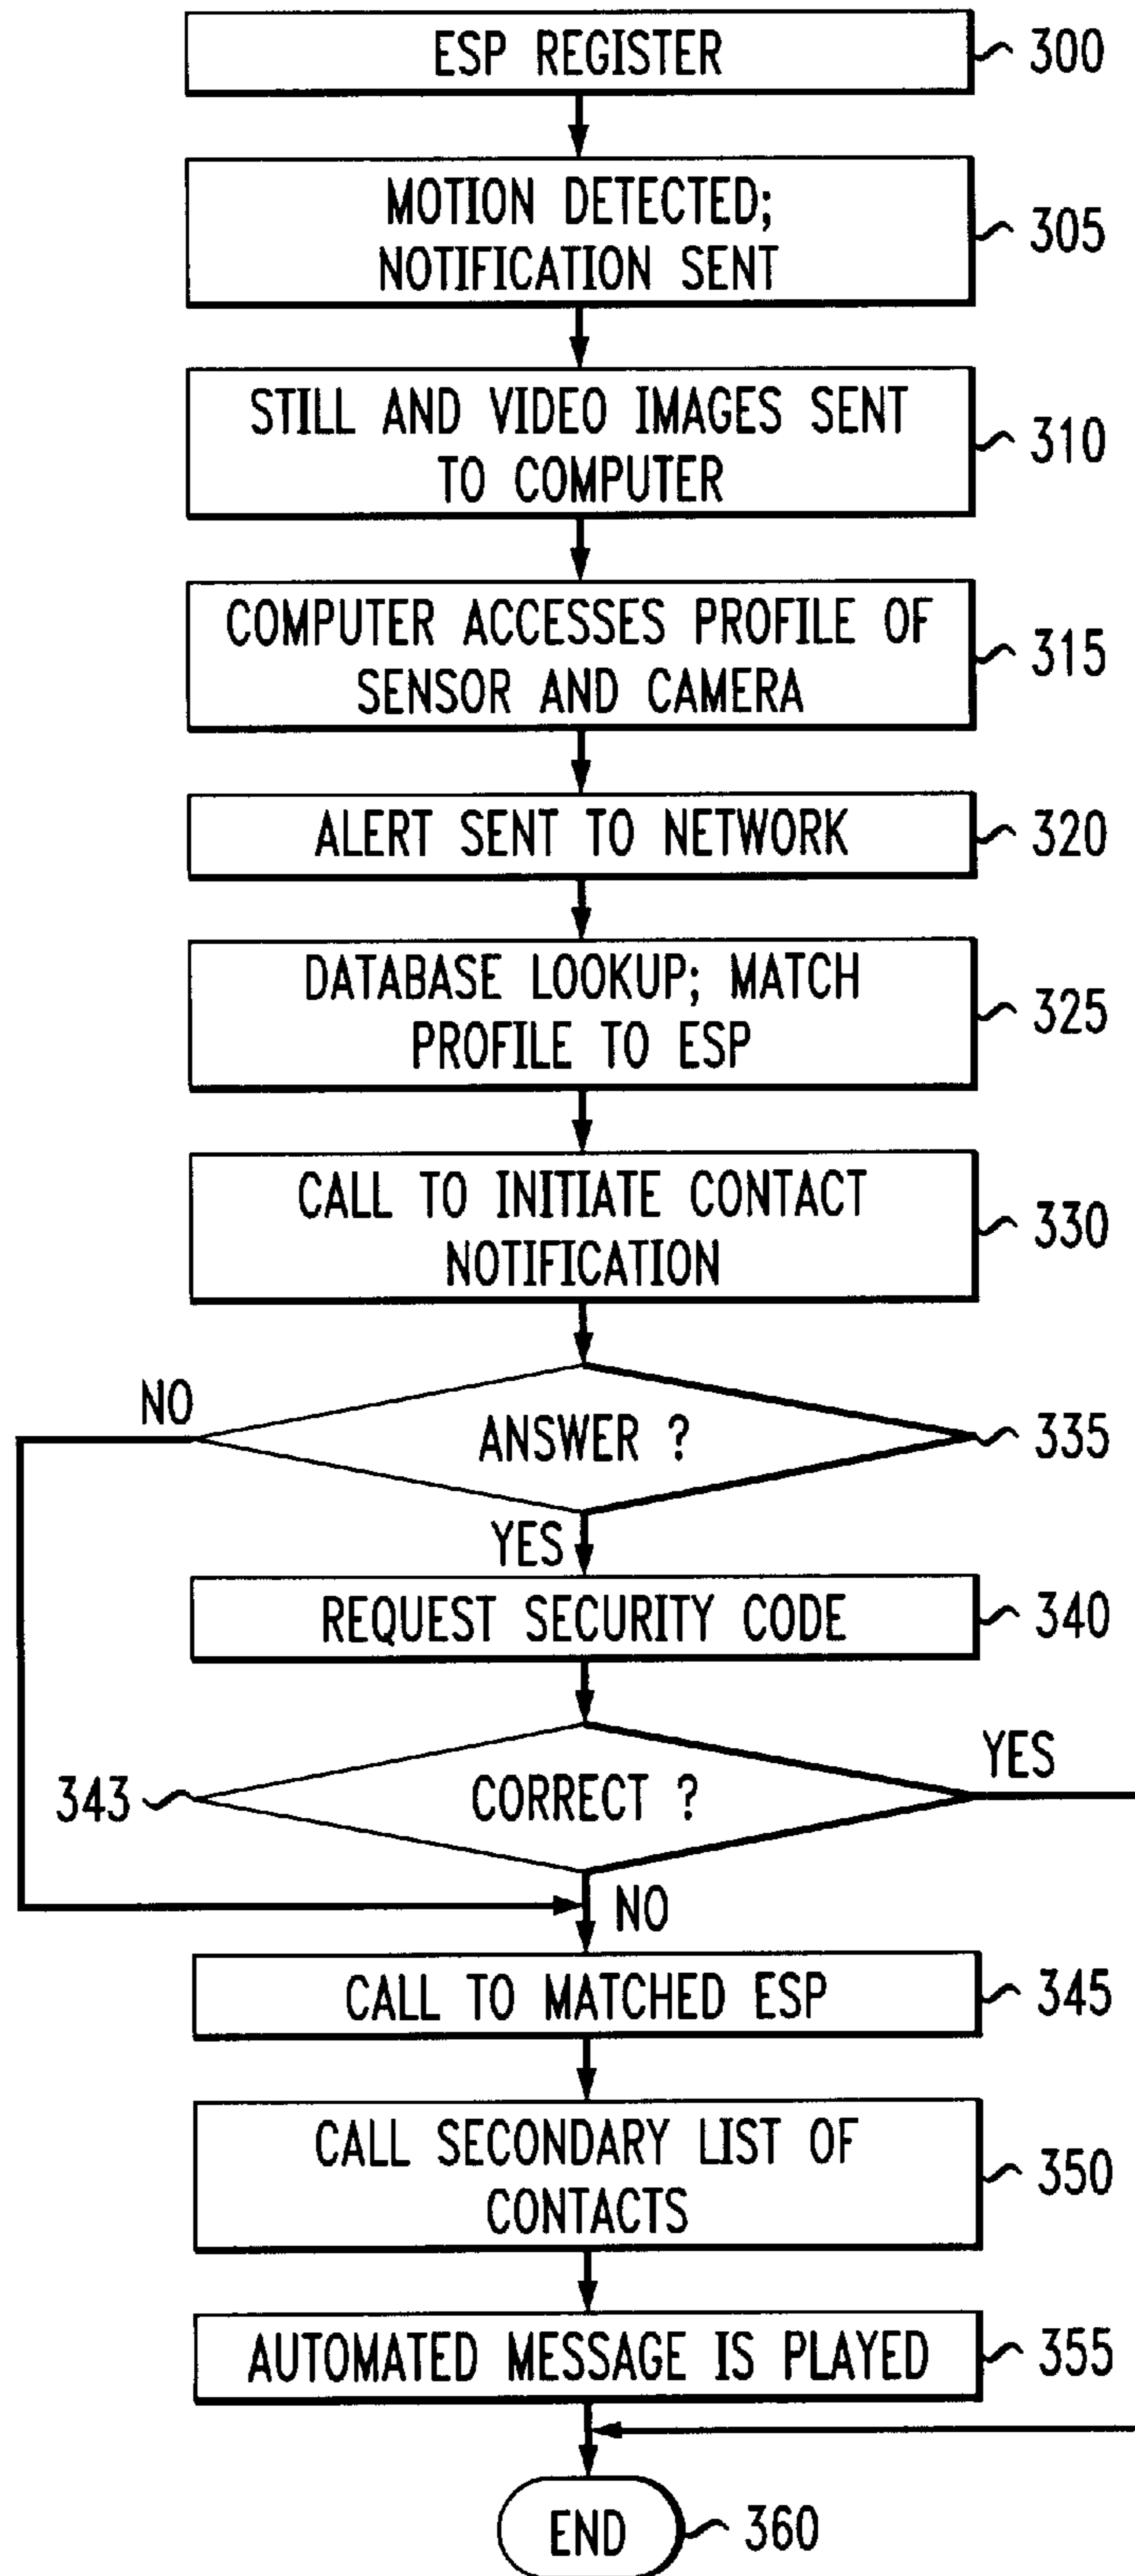 ESP REGISTER
300
MOTION DETECTED;
NOTIFICATION SENT
305
STILL AND VIDEO IMAGES SENT
TO COMPUTER
310
COMPUTER ACCESSES PROFILE OF
SENSOR AND CAMERA
315
ALERT SENT TO NETWORK
320
DATABASE LOOKUP; MATCH
PROFILE TO ESP
325
CALL TO INITIATE CONTACT
NOTIFICATION
330
NO
ANSWER ?
335
YES
REQUEST SECURITY CODE
340
YES
343
CORRECT ?
NO
CALL TO MATCHED ESP
345
CALL SECONDARY LIST OF
CONTACTS
350
AUTOMATED MESSAGE IS PLAYED
355
END
360